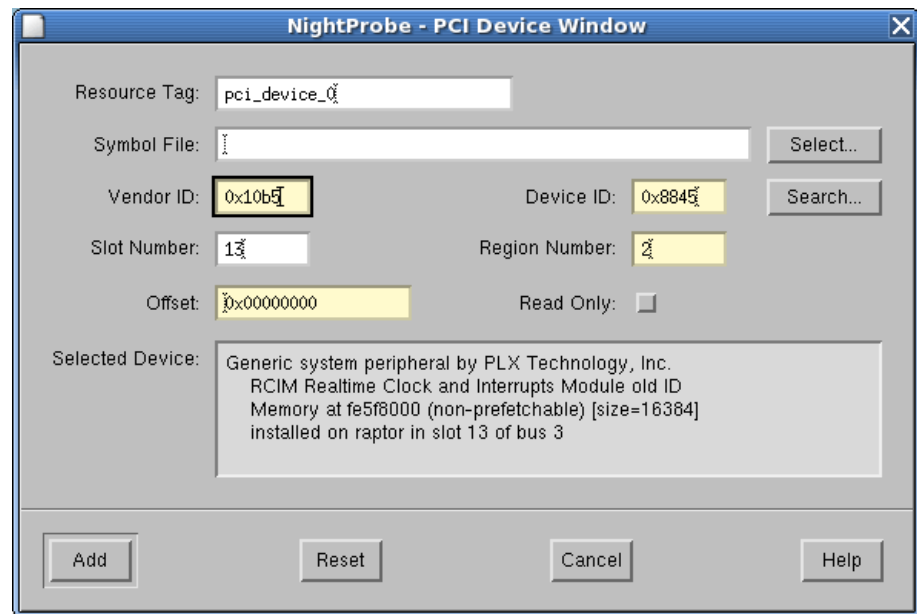 NightProbe - PCI Device Window
Resource Tag: pci_device_0
Symbol File: Select...
Vendor ID: 0x10b5 Device ID: 0x8845 Search...
Slot Number: 13 Region Number: 2
Offset: 0x00000000 Read Only:
Selected Device: Generic system peripheral by PLX Technology, Inc.
RCIM Realtime Clock and Interrupts Module old ID
Memory at fe5f8000 (non-prefetchable) [size=16384]
installed on raptor in slot 13 of bus 3
Add Reset Cancel Help